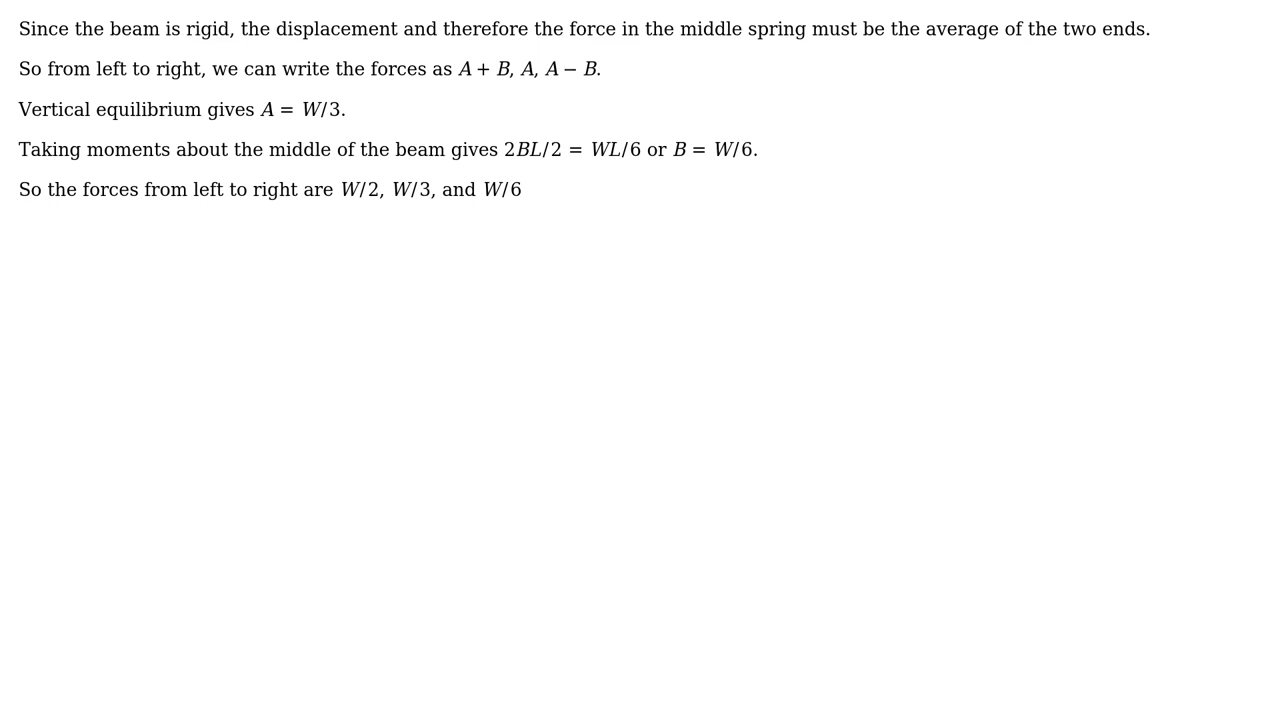 Since the beam is rigid, the displacement and therefore the force in the middle spring must be the average of the two ends.
So from left to right, we can write the forces as A + B, A, A − B.
Vertical equilibrium gives A = W/3.
Taking moments about the middle of the beam gives 2BL/2 = WL/6 or B = W/6.
So the forces from left to right are W/2, W/3, and W/6